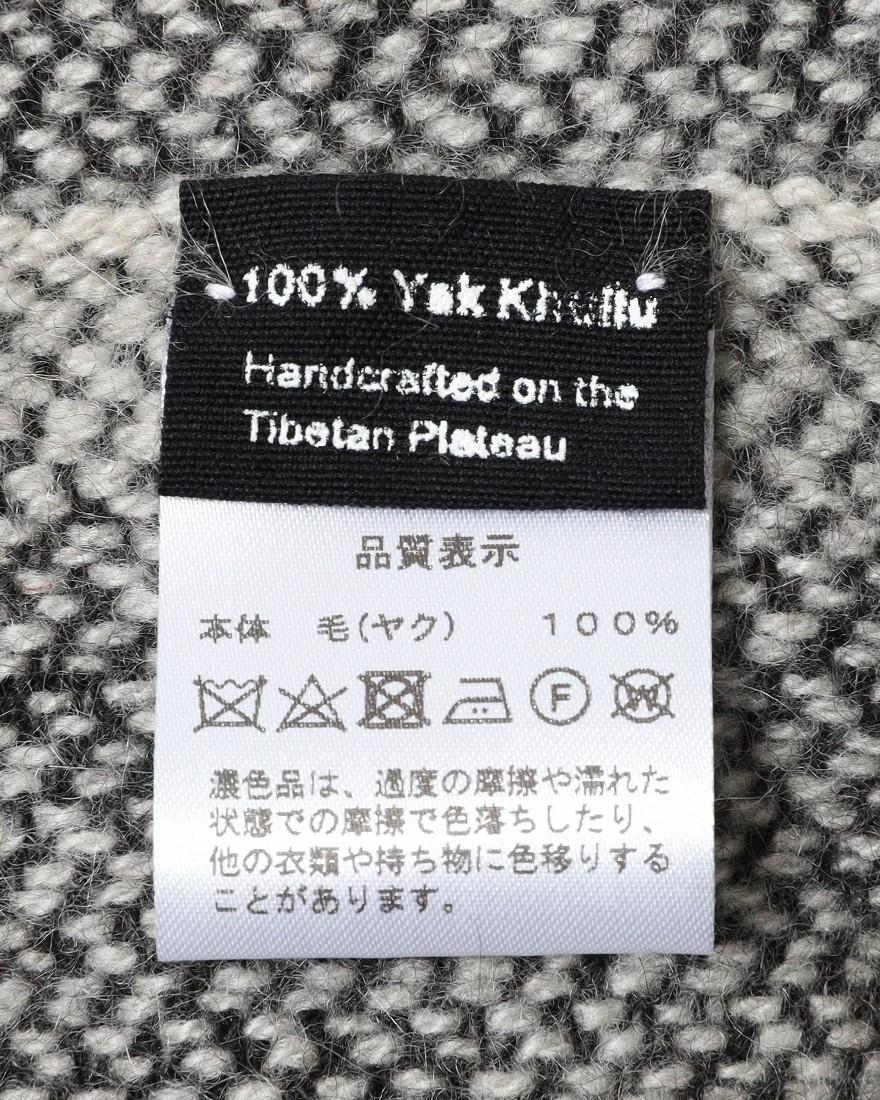 100% Yak Khullu
Handcrafted on the
Tibetan Plateau
品質表示
本体 毛(ヤク) 100%
F W
濃色品は、過度の摩擦や濡れた
状態での摩擦で色落ちしたり、
他の衣類や持ち物に色移りする
ことがあります。